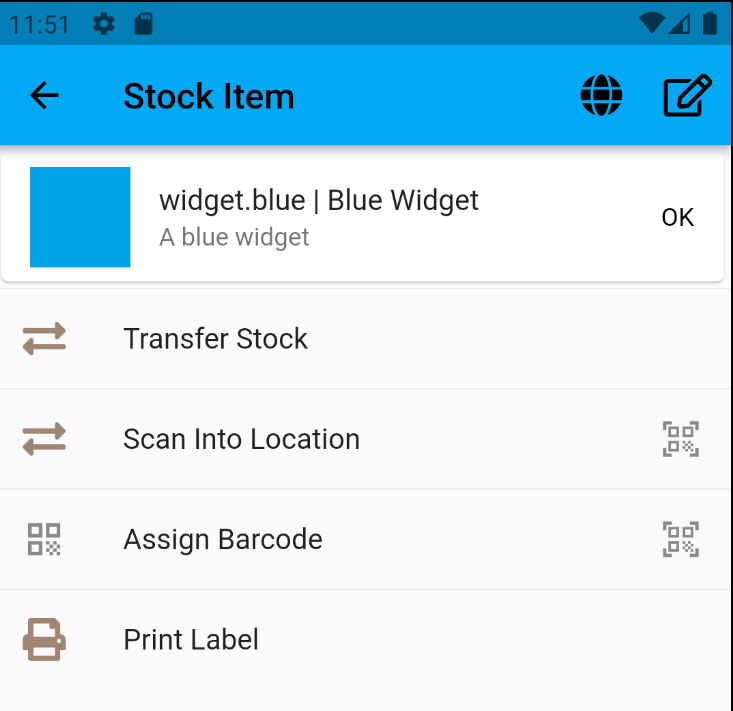 11:51
Stock Item
widget.blue | Blue Widget
A blue widget
OK
Transfer Stock
Scan Into Location
Assign Barcode
Print Label